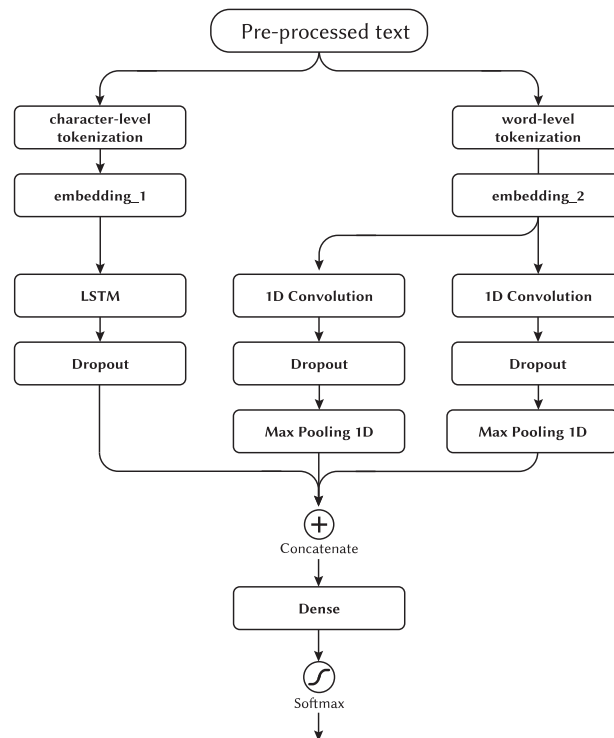 Pre-processed text
character-level
tokenization
word-level
tokenization
embedding_1
embedding_2
LSTM
1D Convolution
1D Convolution
Dropout
Dropout
Dropout
Max Pooling 1D
Max Pooling 1D
Concatenate
Dense
Softmax